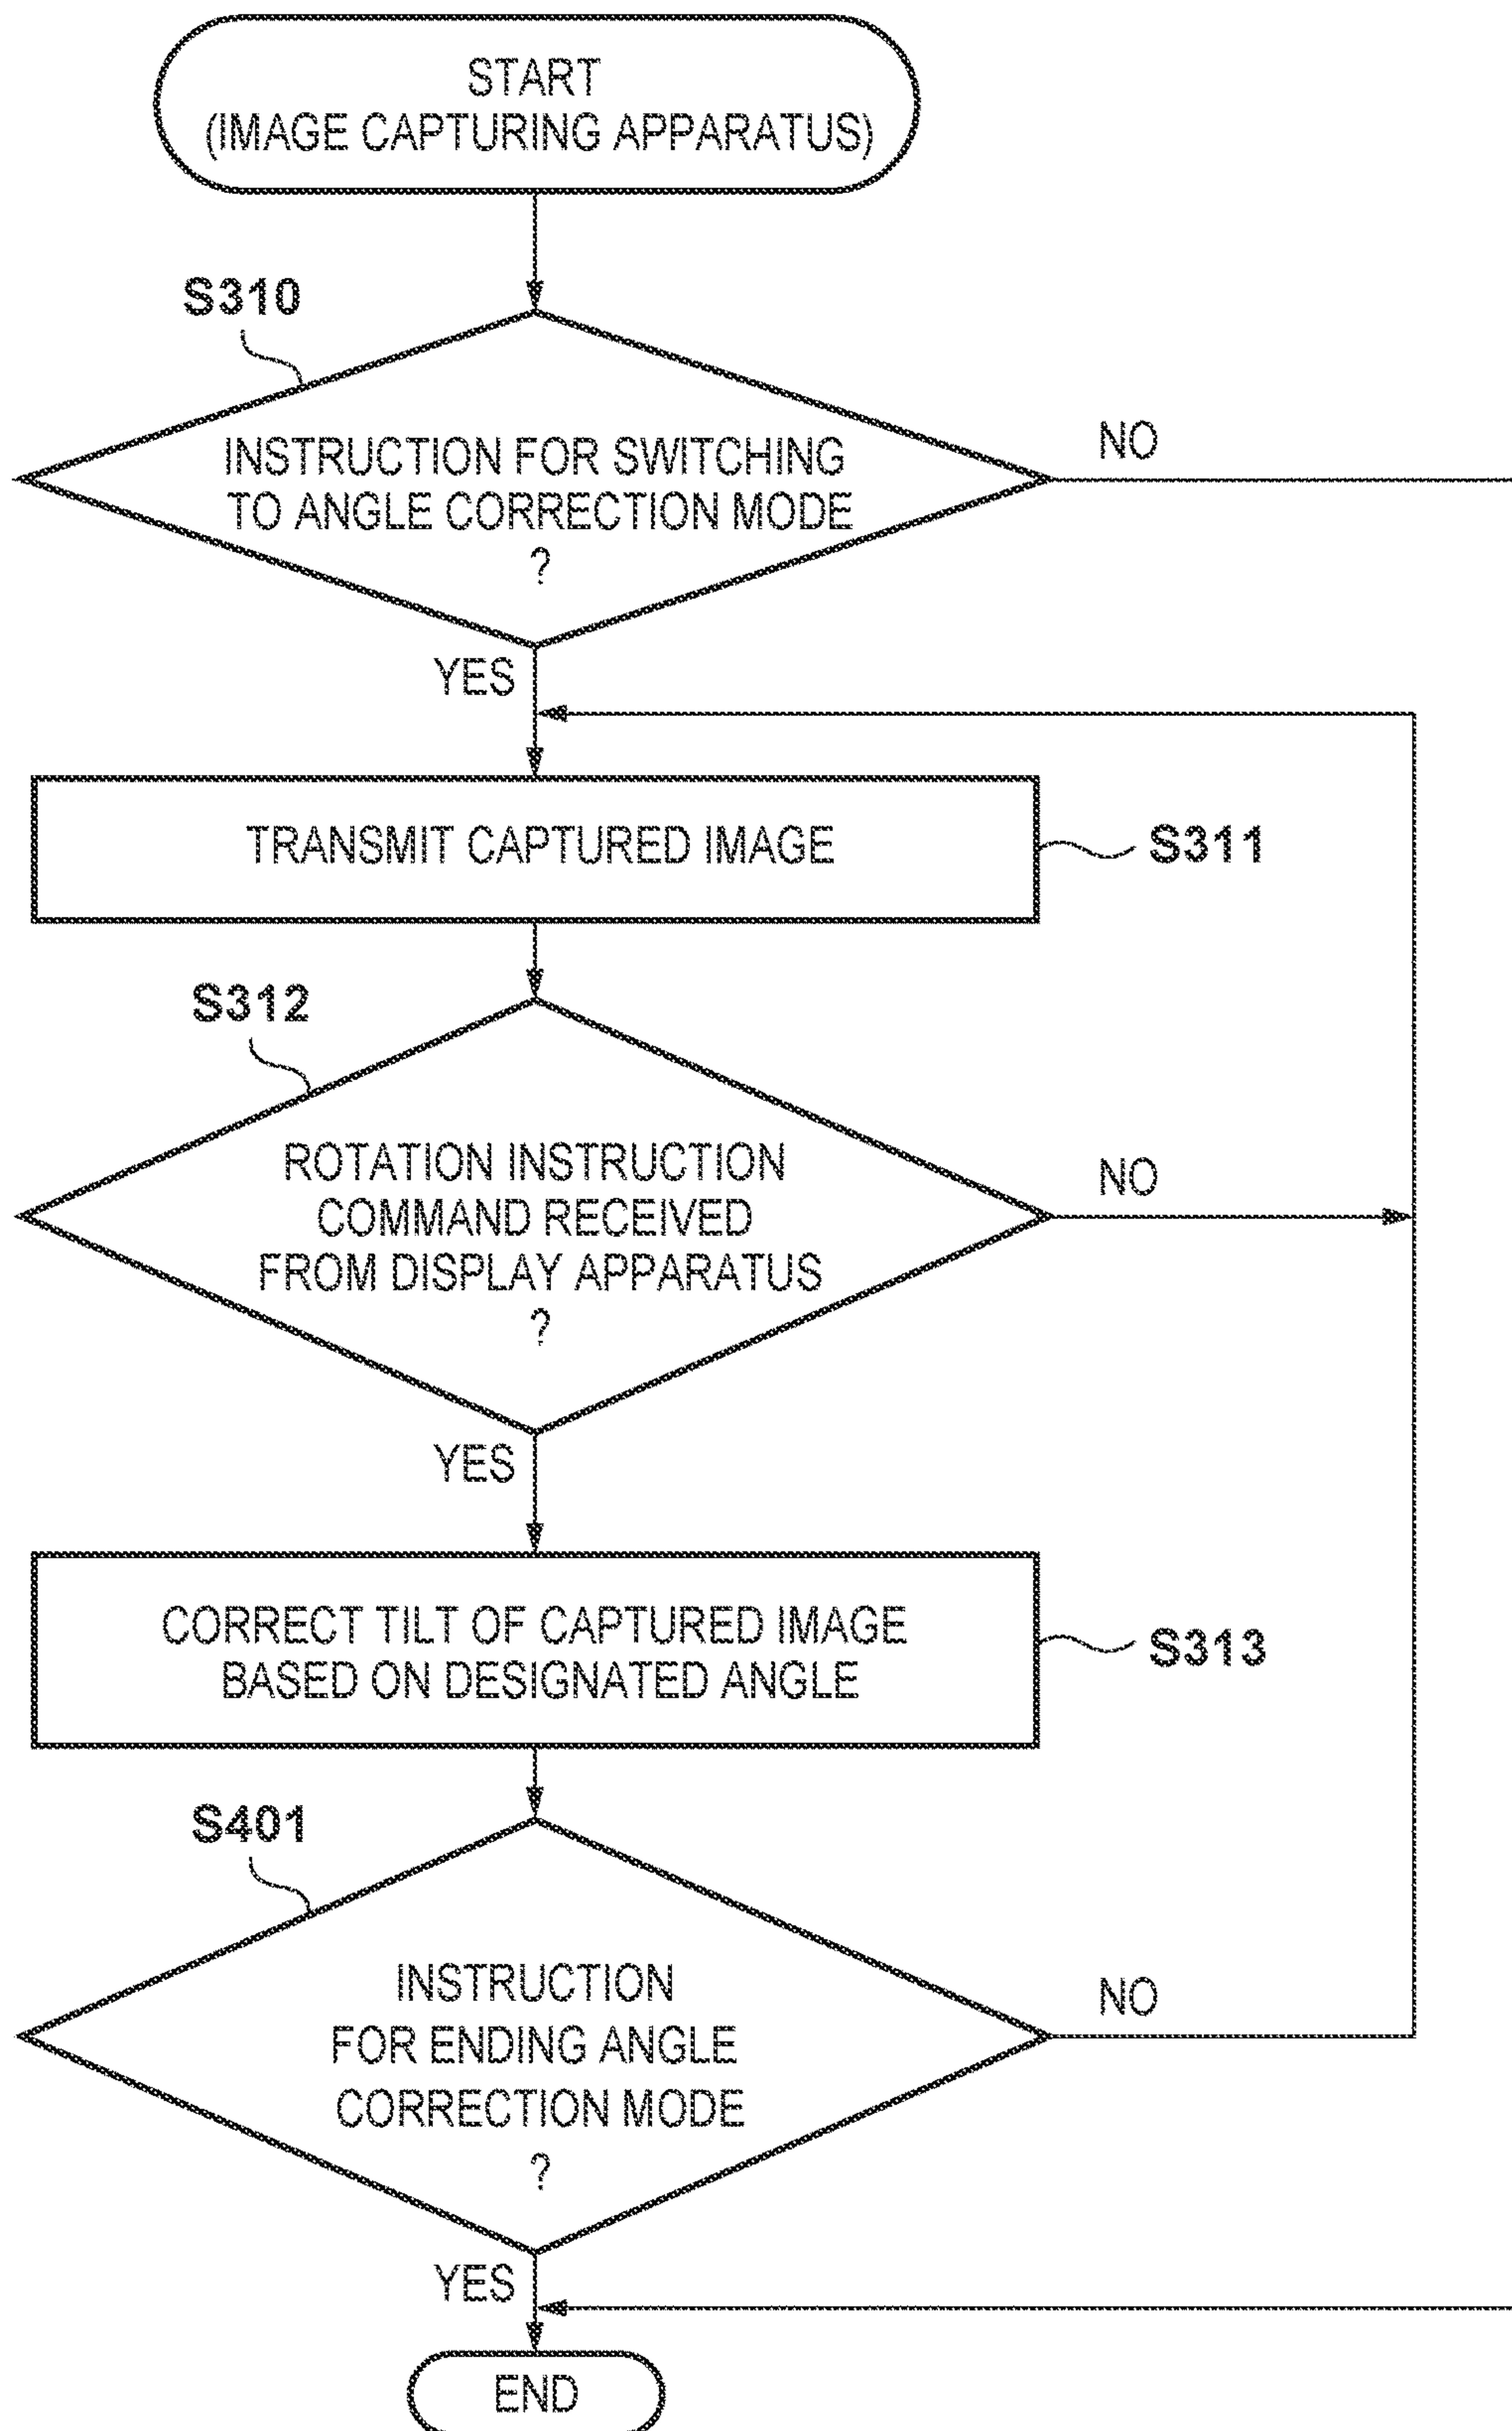 START
(IMAGE CAPTURING APPARATUS)
S310
INSTRUCTION FOR SWITCHING
TO ANGLE CORRECTION MODE
?
NO
YES
TRANSMIT CAPTURED IMAGE
S311
S312
ROTATION INSTRUCTION
COMMAND RECEIVED
FROM DISPLAY APPARATUS
?
NO
YES
CORRECT TILT OF CAPTURED IMAGE
BASED ON DESIGNATED ANGLE
S313
S401
INSTRUCTION
FOR ENDING ANGLE
CORRECTION MODE
?
NO
YES
END